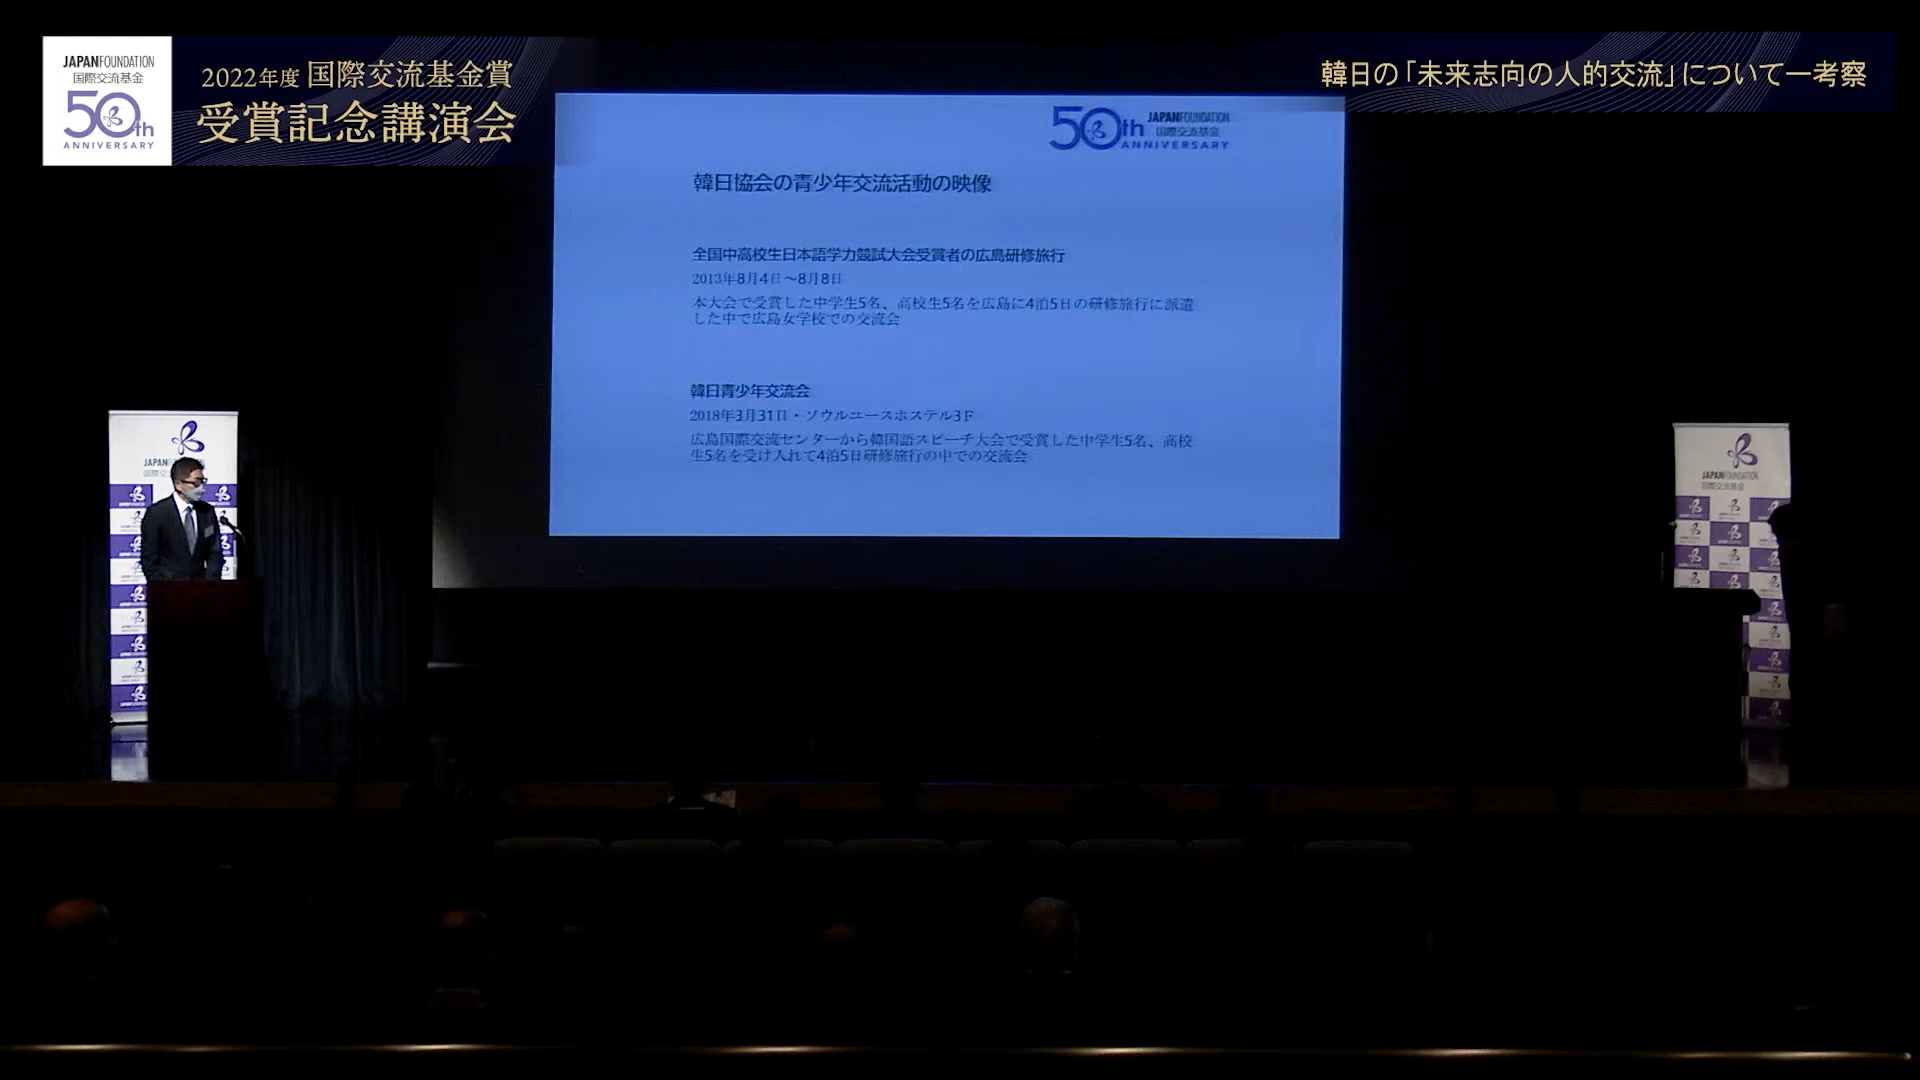 JAPANFOUNDATION
国際交流基金
50th
ANNIVERSARY
2022年度 国際交流基金賞
受賞記念講演会
韓日の「未来志向の人的交流」について一考察
50th JAPANFOUNDATION
国際交流基金
ANNIVERSARY
韓日協会の青少年交流活動の映像
全国中高校生日本語学力競試大会受賞者の広島研修旅行
2013年8月4日～8月8日
本大会で受賞した中学生5名、高校生5名を広島に4泊5日の研修旅行に派遣
した中で広島女学校での交流会
韓日青少年交流会
2018年3月31日・ソウルユースホステル3F
広島国際交流センターから韓国語スピーチ大会で受賞した中学生5名、高校
生5名を受け入れて4泊5日研修旅行の中での交流会
JAPANFOUNDATION
国際交流基金